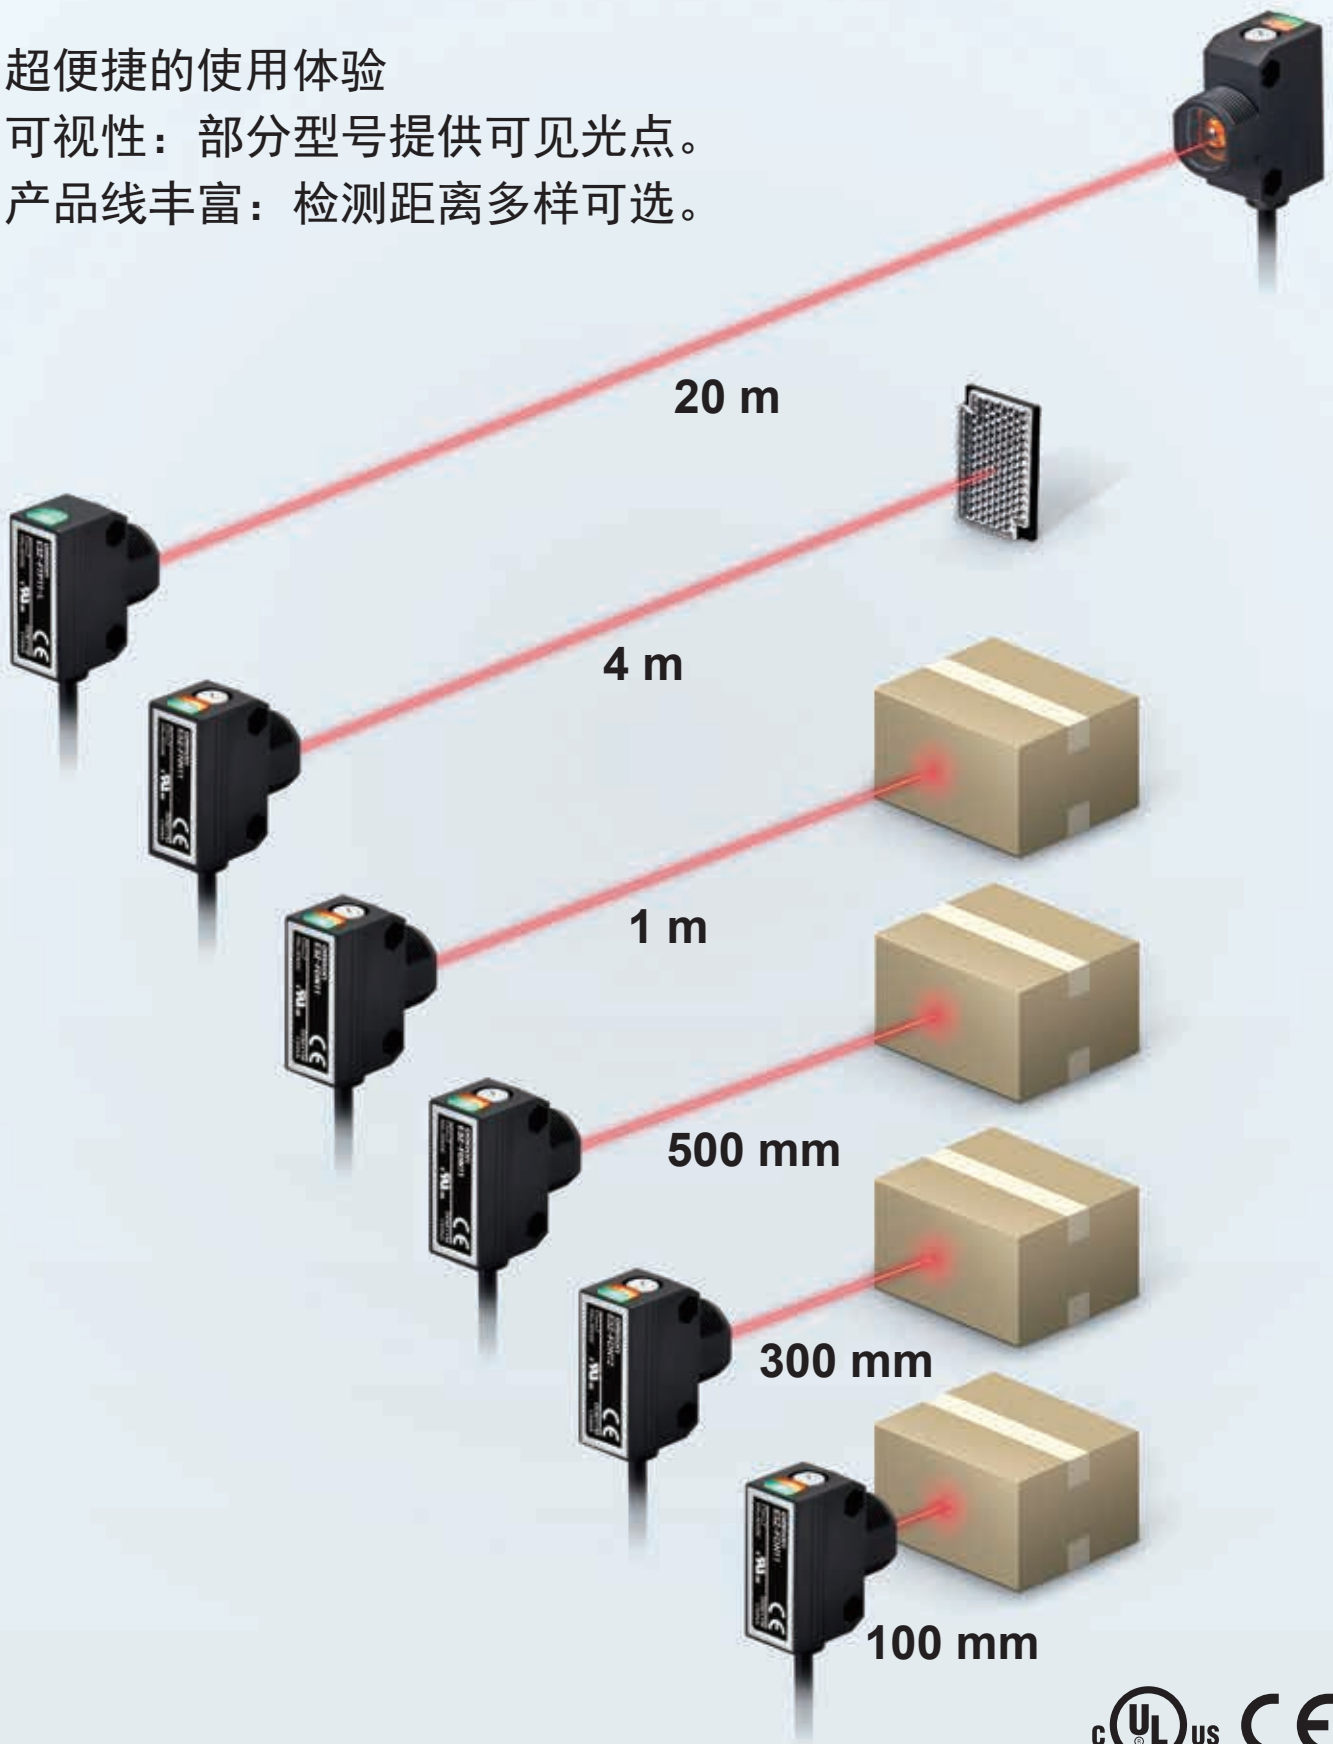 超便捷的使用体验
可视性：部分型号提供可见光点。
产品线丰富：检测距离多样可选。
20 m
4 m
1 m
500 mm
300 mm
100 mm
c UL US CE